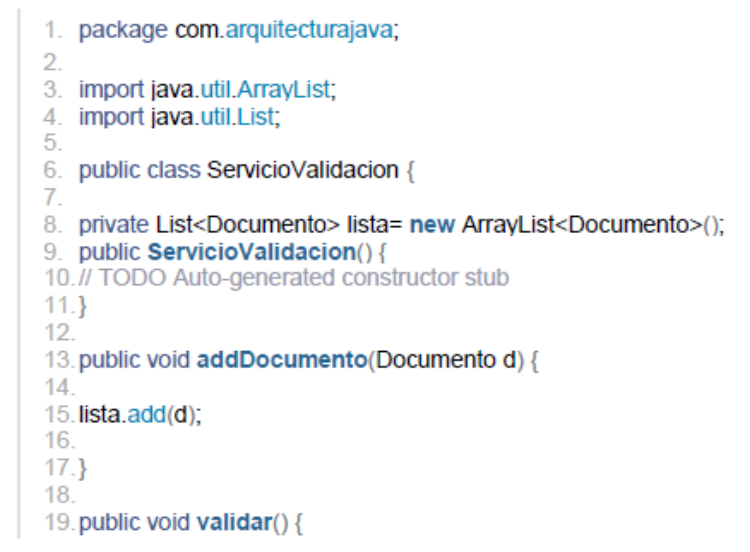 1. package com.arquitecturajava;
2.
3. import java.util.ArrayList;
4. import java.util.List;
5.
6. public class ServicioValidacion {
7.
8. private List<Documento> lista= new ArrayList<Documento>();
9. public ServicioValidacion() {
10. // TODO Auto-generated constructor stub
11. }
12.
13. public void addDocumento(Documento d) {
14.
15. lista.add(d);
16.
17. }
18.
19. public void validar() {